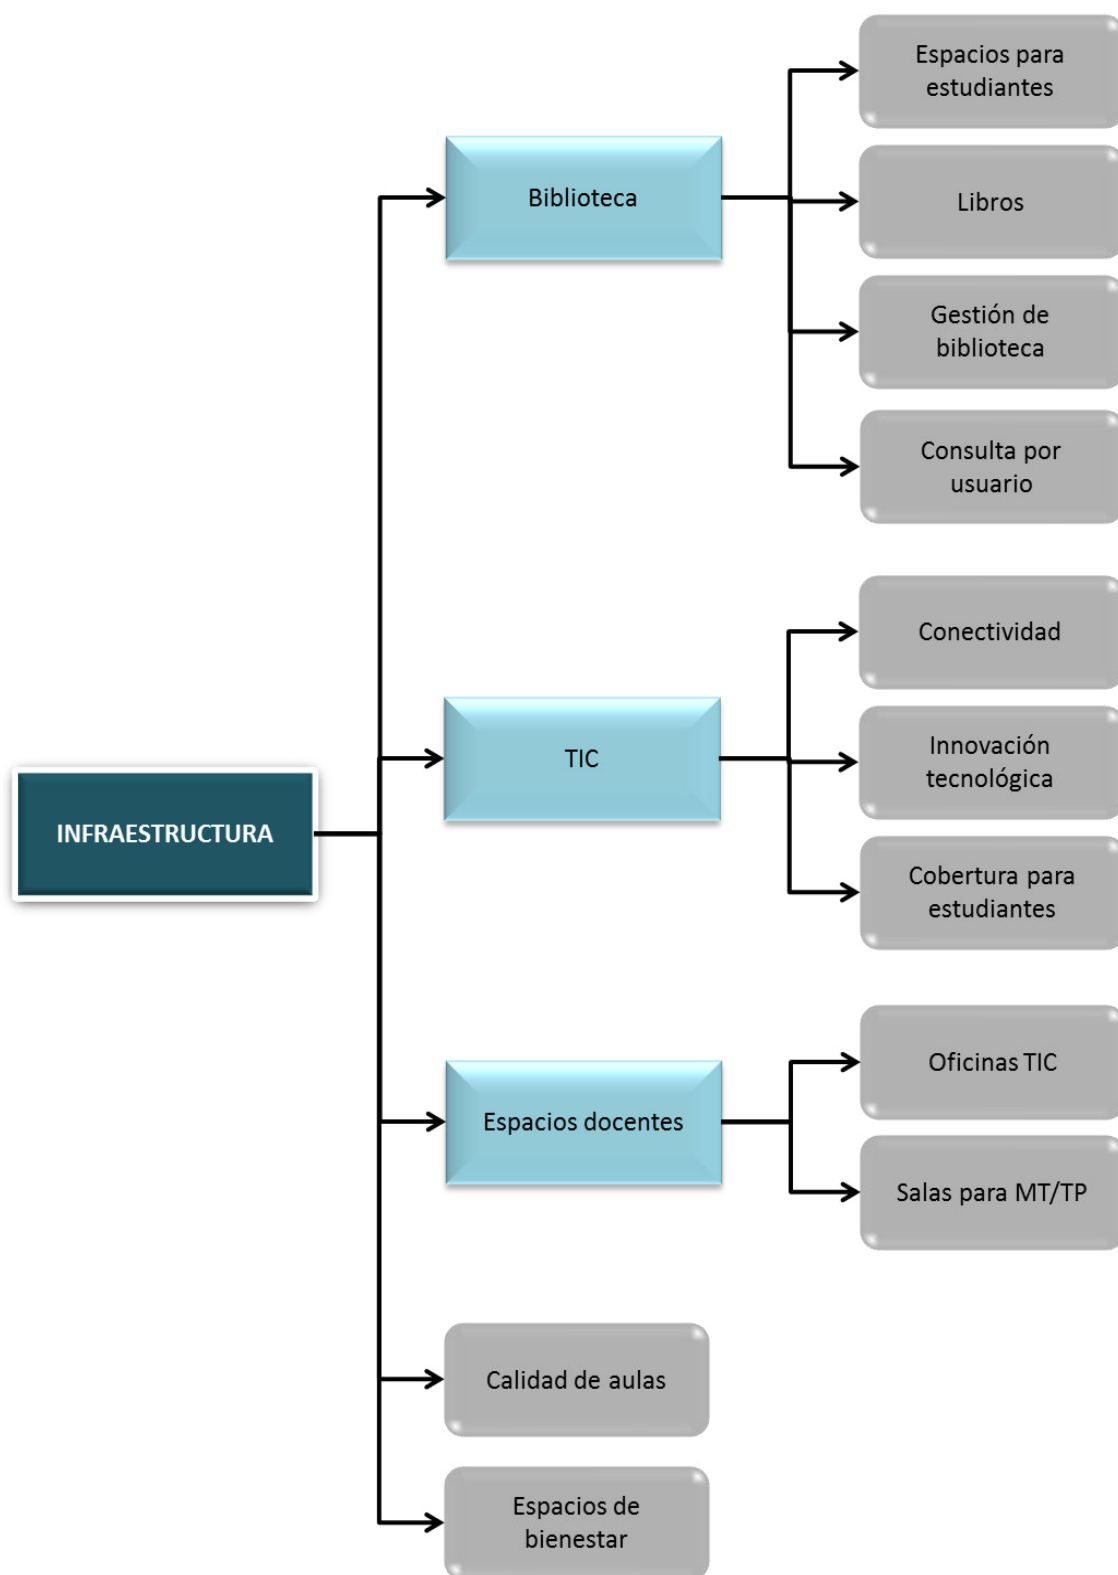 Espacios para
estudiantes
Biblioteca
Libros
Gestión de
biblioteca
Consulta por
usuario
Conectividad
TIC
Innovación
tecnológica
INFRAESTRUCTURA
Cobertura para
estudiantes
Oficinas TIC
Espacios docentes
Salas para MT/TP
Calidad de aulas
Espacios de
bienestar